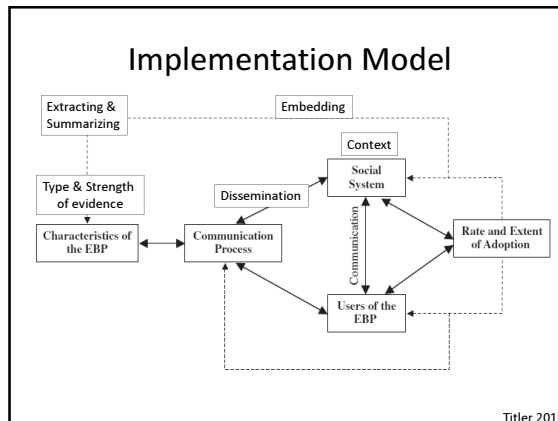 Implementation Model
Extracting &
Summarizing
Embedding
Context
Type & Strength
of evidence
Dissemination
Social
System
Characteristics of
the EBP
Communication
Process
Communication
Rate and Extent
of Adoption
Users of the
EBP
Titler